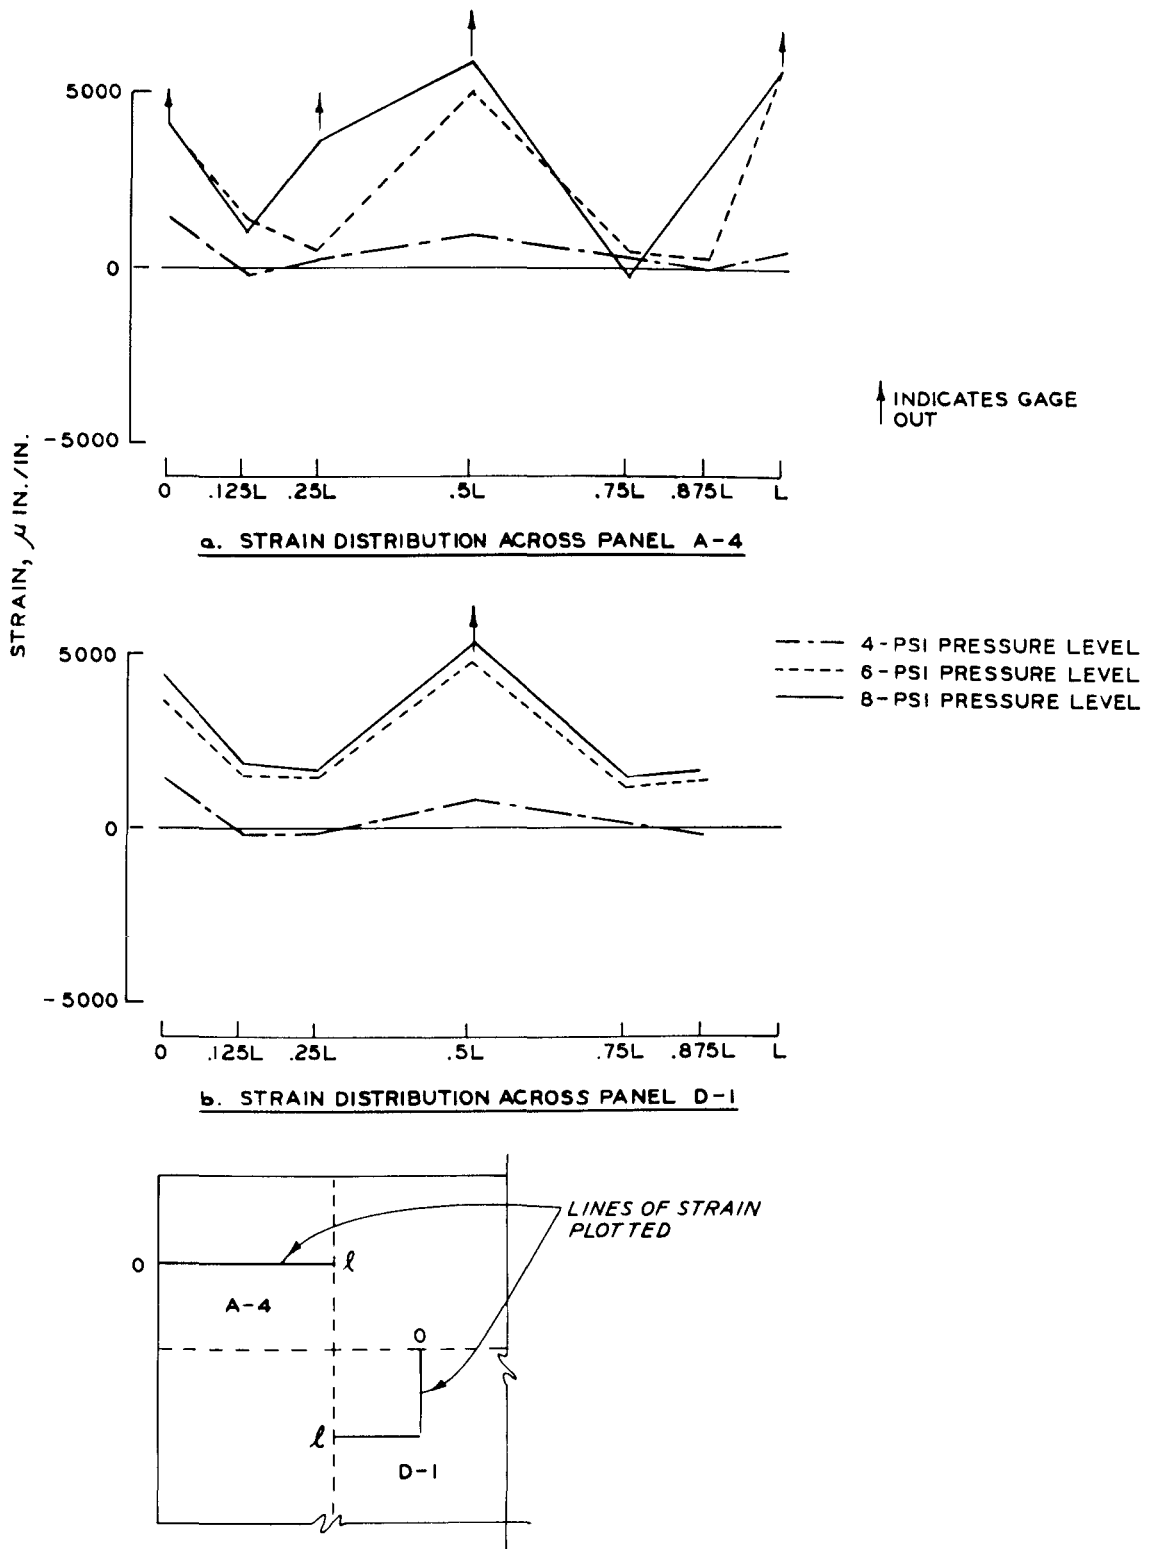 5000
0
-5000
0 .125L .25L .5L .75L .875L L
INDICATES GAGE
OUT
a. STRAIN DISTRIBUTION ACROSS PANEL A-4
STRAIN, μ IN./IN.
5000
0
-5000
0 .125L .25L .5L .75L .875L L
4-PSI PRESSURE LEVEL
6-PSI PRESSURE LEVEL
8-PSI PRESSURE LEVEL
b. STRAIN DISTRIBUTION ACROSS PANEL D-1
LINES OF STRAIN
PLOTTED
0 ℓ
A-4
0
ℓ
D-1